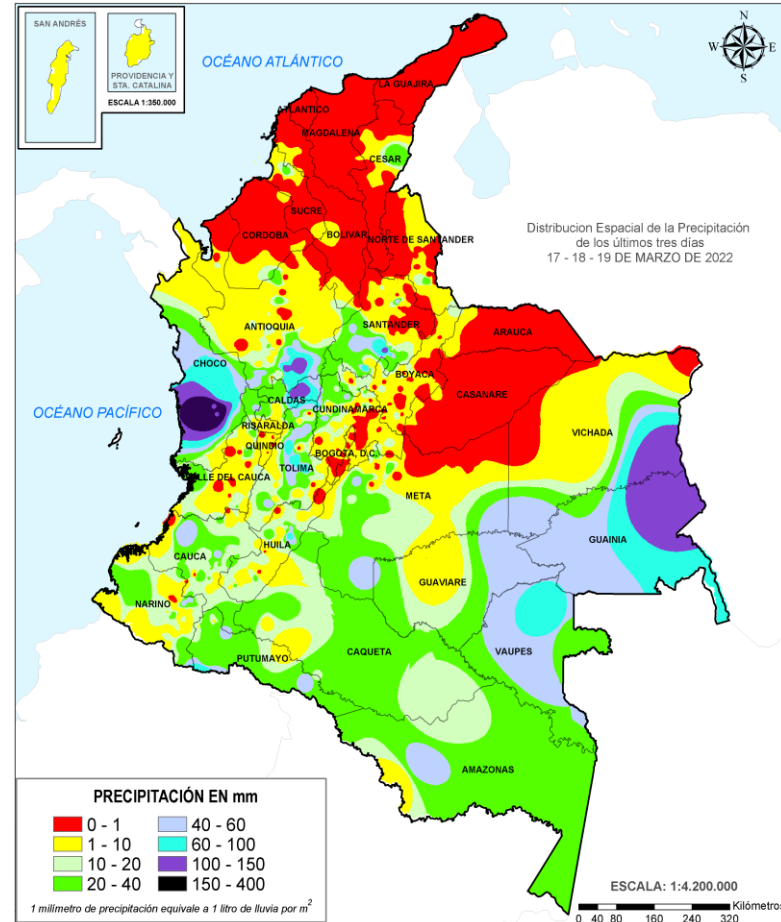 SAN ANDRÉS
PROVIDENCIA Y
STA. CATALINA
ESCALA 1:350.000
OCÉANO ATLÁNTICO
N
W
E
S
LA GUAJIRA
ATLANTICO
MAGDALENA
CESAR
SUCRE
CORDOBA
BOLIVAR
NORTE DE SANTANDER
Distribucion Espacial de la Precipitación
de los últimos tres días
17 - 18 - 19 DE MARZO DE 2022
ANTIOQUIA
SANTANDER
ARAUCA
CHOCO
BOYACA
CASANARE
OCÉANO PACÍFICO
CALDAS
CUNDINAMARCA
RISARALDA
QUINDIO
BOGOTA, D.C.
VICHADA
TOLIMA
VALLE DEL CAUCA
META
GUAINIA
HUILA
CAUCA
GUAVIARE
NARINO
PUTUMAYO
CAQUETA
VAUPES
AMAZONAS
PRECIPITACIÓN EN mm
0 - 1
40 - 60
1 - 10
60 - 100
10 - 20
100 - 150
20 - 40
150 - 400
1 milímetro de precipitación equivale a 1 litro de lluvia por m²
ESCALA: 1:4.200.000
Kilómetros
0 40 80 160 240 320